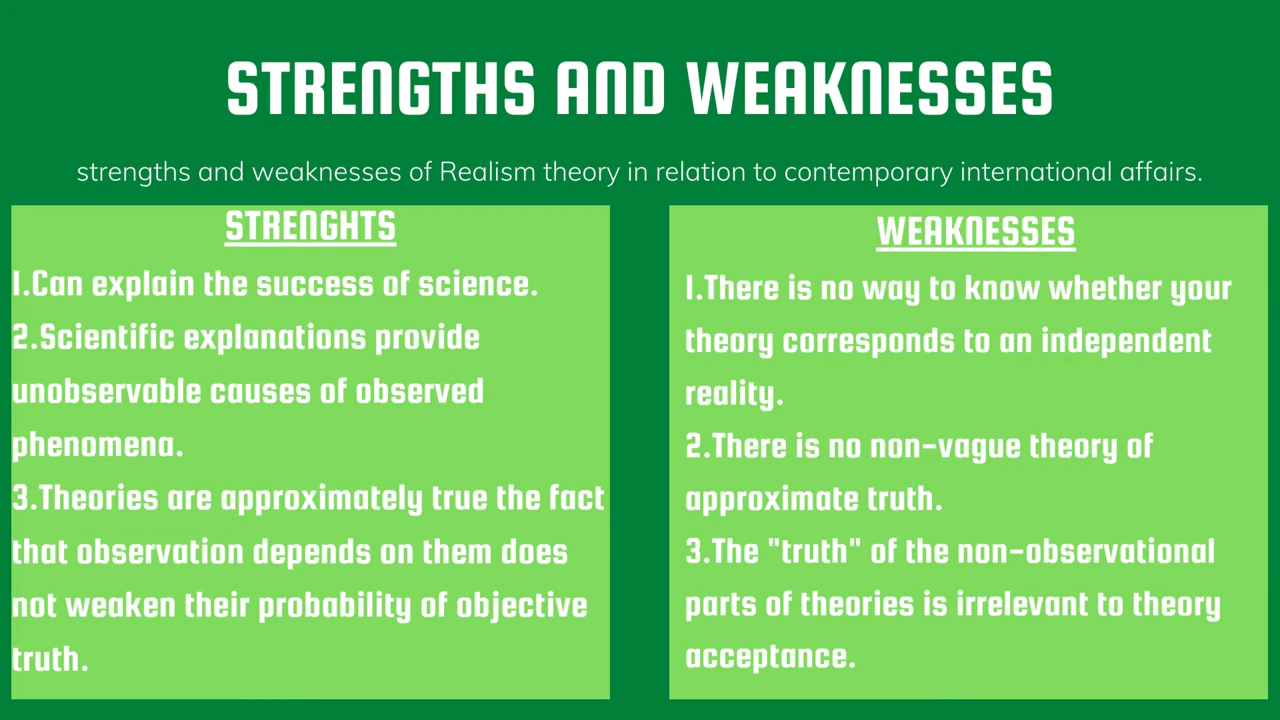 STRENGTHS AND WEAKNESSES
strengths and weaknesses of Realism theory in relation to contemporary international affairs.
STRENGHTS
1.Can explain the success of science.
2.Scientific explanations provide
unobservable causes of observed
phenomena.
3.Theories are approximately true the fact
that observation depends on them does
not weaken their probability of objective
truth.
WEAKNESSES
1.There is no way to know whether your
theory corresponds to an independent
reality.
2.There is no non-vague theory of
approximate truth.
3.The "truth" of the non-observational
parts of theories is irrelevant to theory
acceptance.